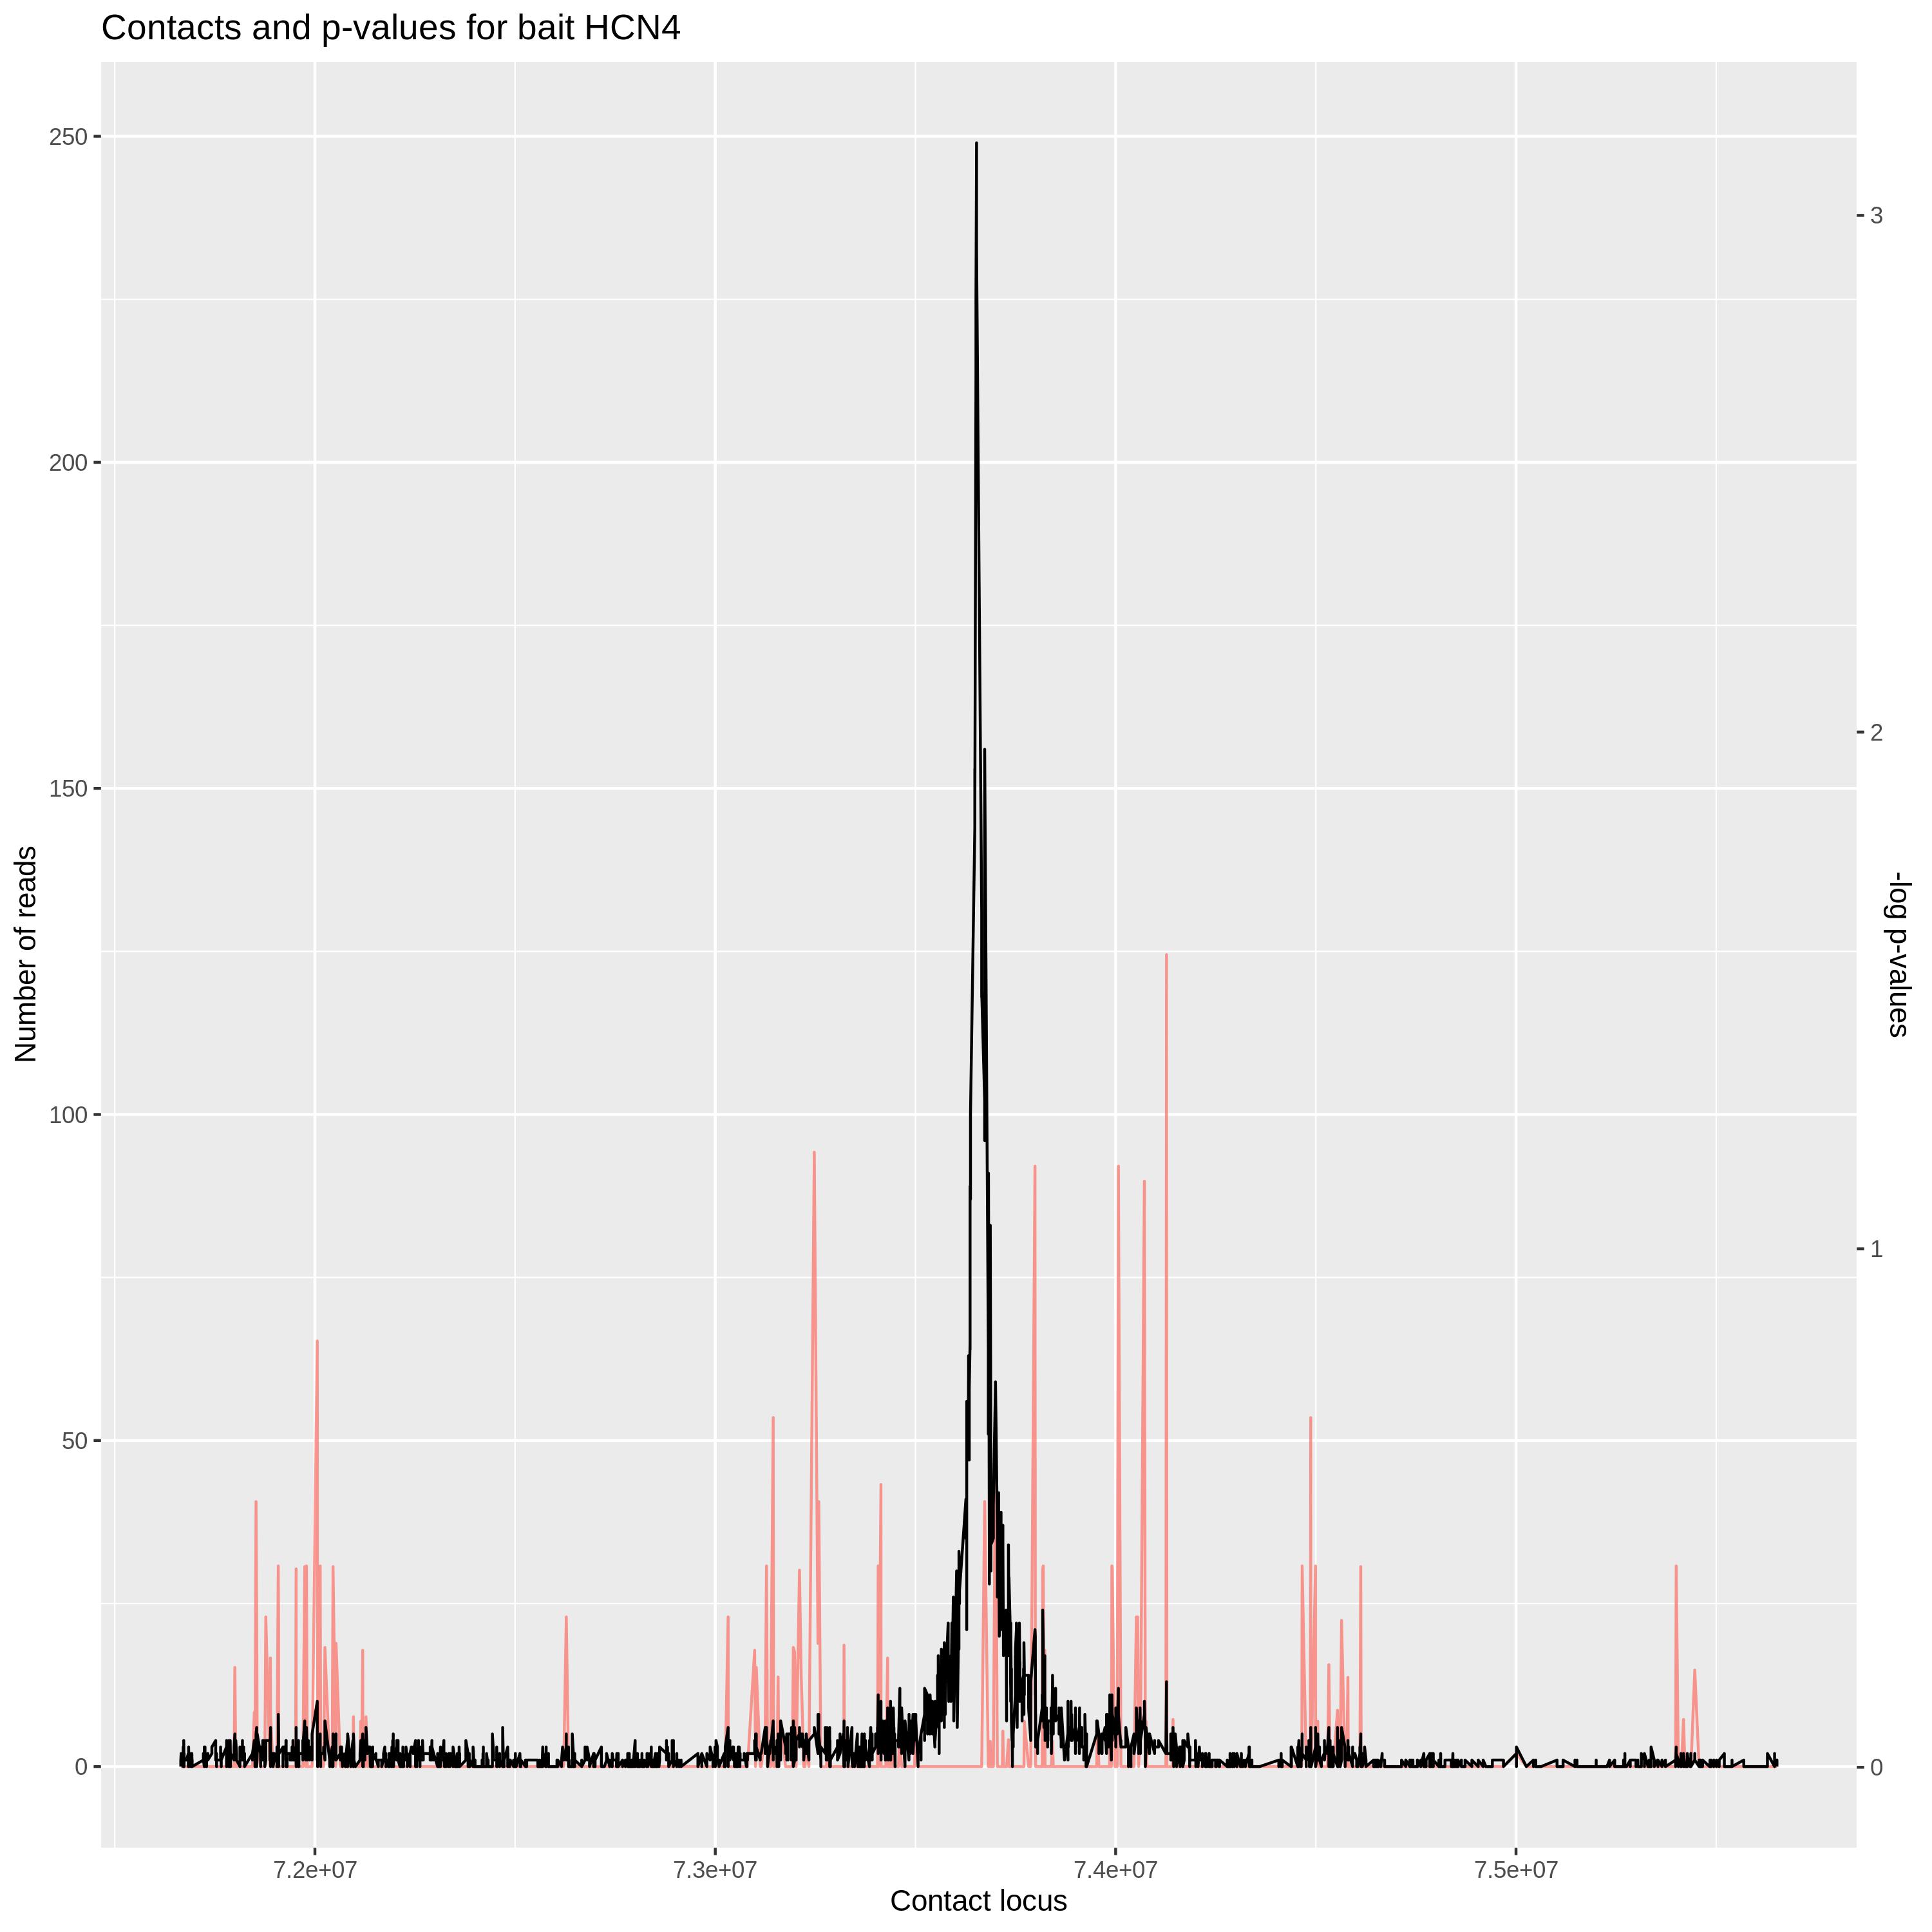 Contacts and p-values for bait HCN4
250
200
150
100
50
0
Number of reads
3
2
1
0
-log p-values
7.2e+07
7.3e+07
7.4e+07
7.5e+07
Contact locus